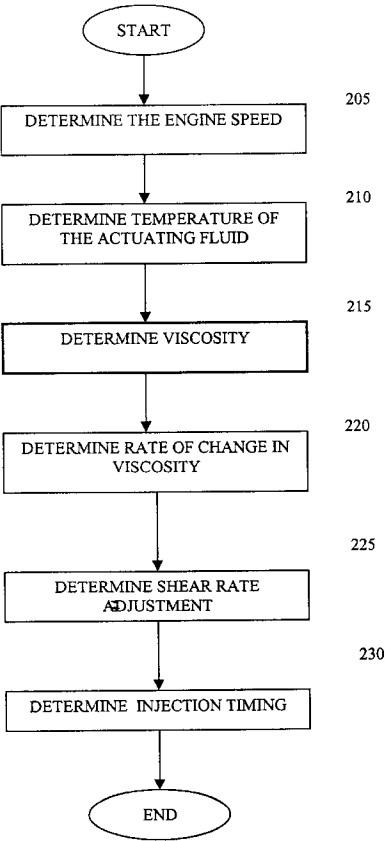 START
205
DETERMINE THE ENGINE SPEED
210
DETERMINE TEMPERATURE OF
THE ACTUATING FLUID
215
DETERMINE VISCOSITY
220
DETERMINE RATE OF CHANGE IN
VISCOSITY
225
DETERMINE SHEAR RATE
ADJUSTMENT
230
DETERMINE INJECTION TIMING
END